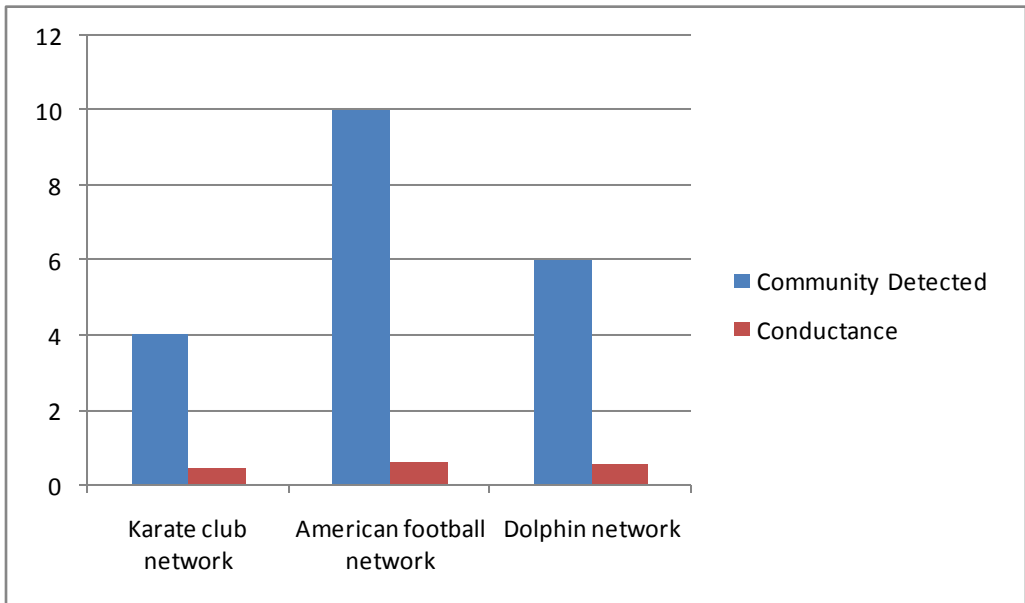 12
10
8
6
4
2
0
Karate club
network
American football
network
Dolphin network
Community Detected
Conductance